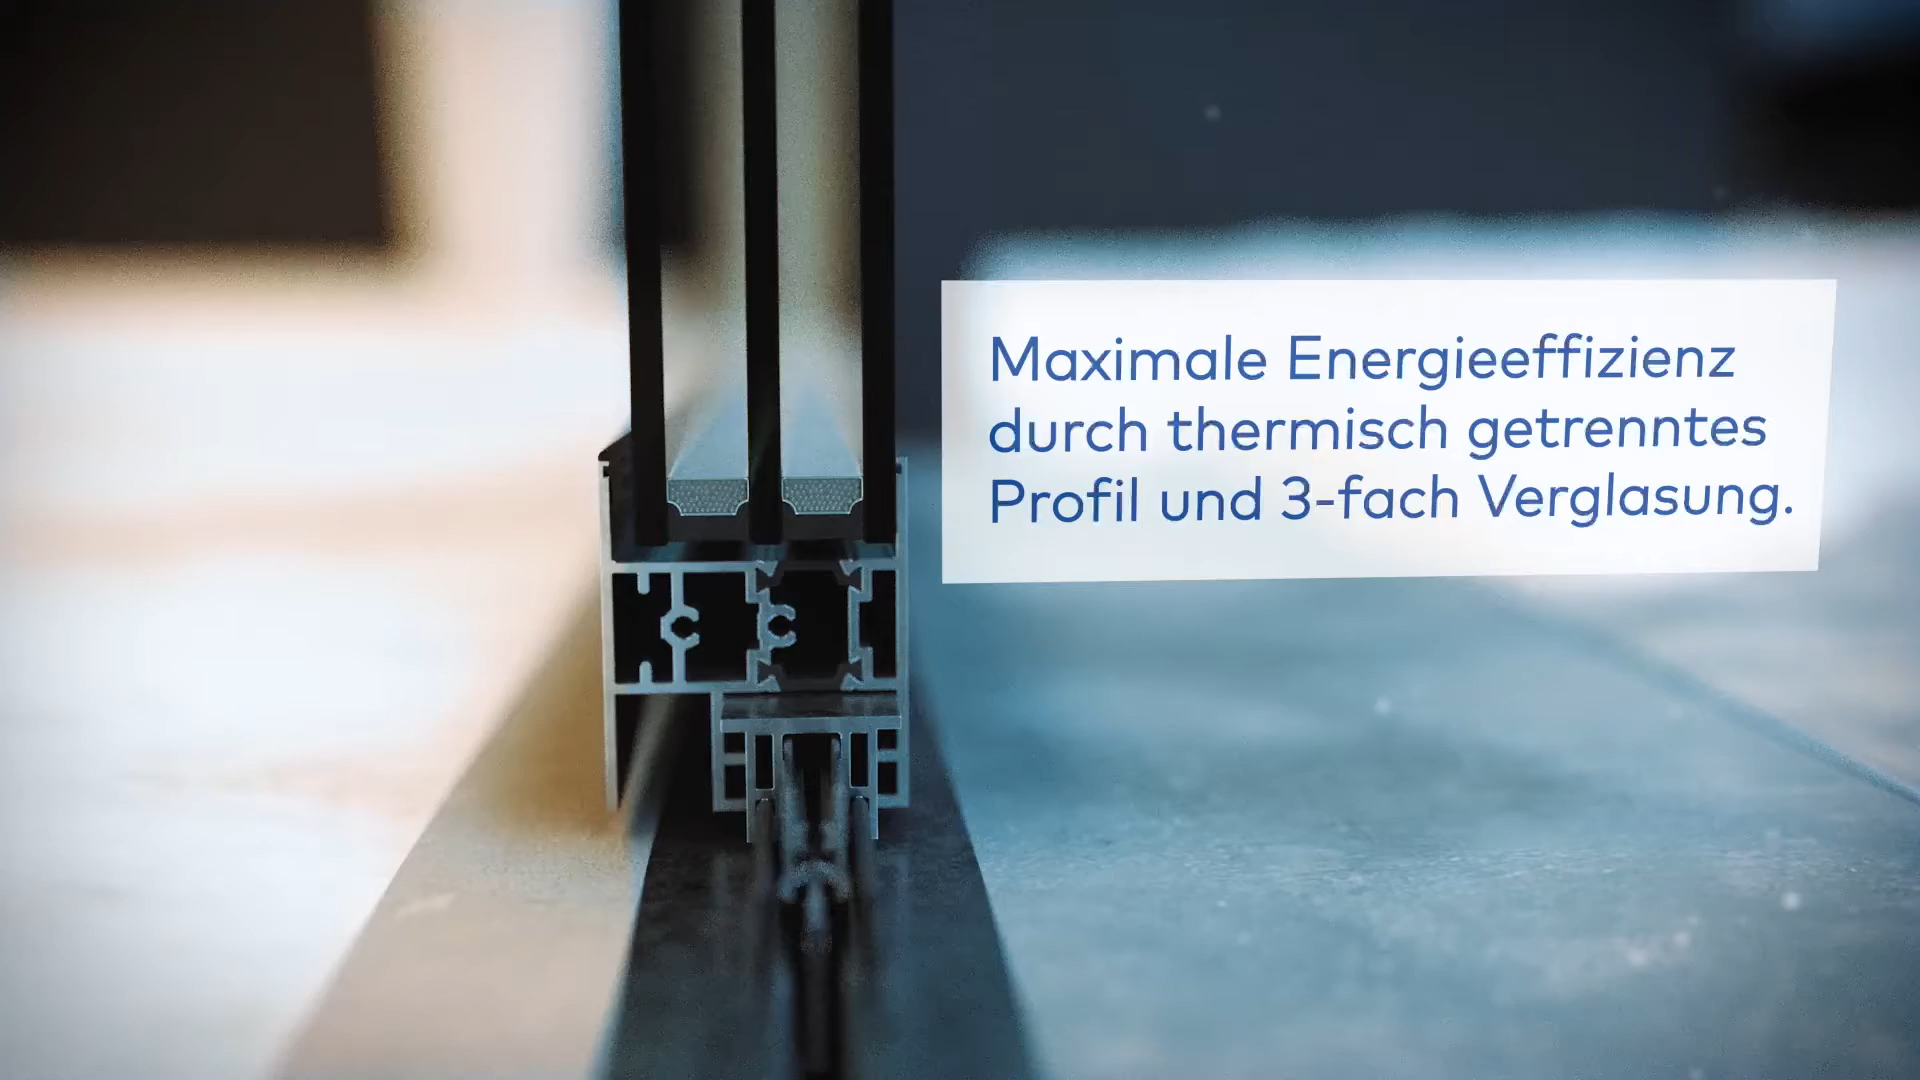 Maximale Energieeffizienz
durch thermisch getrenntes
Profil und 3-fach Verglasung.